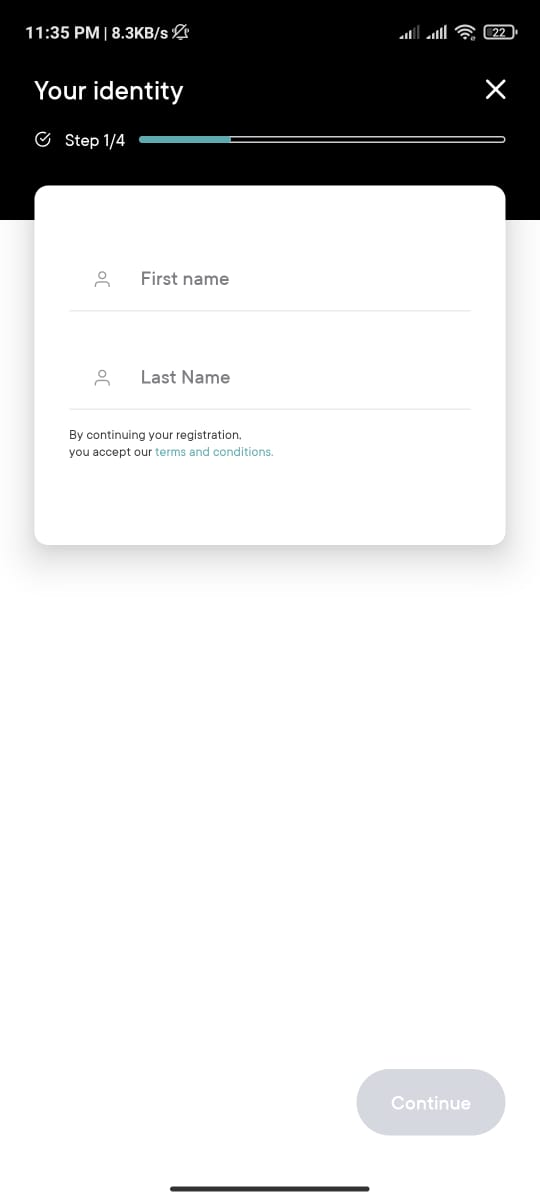 11:35 PM | 8.3KB/s
22
Your identity
Step 1/4
First name
Last Name
By continuing your registration,
you accept our terms and conditions.
Continue